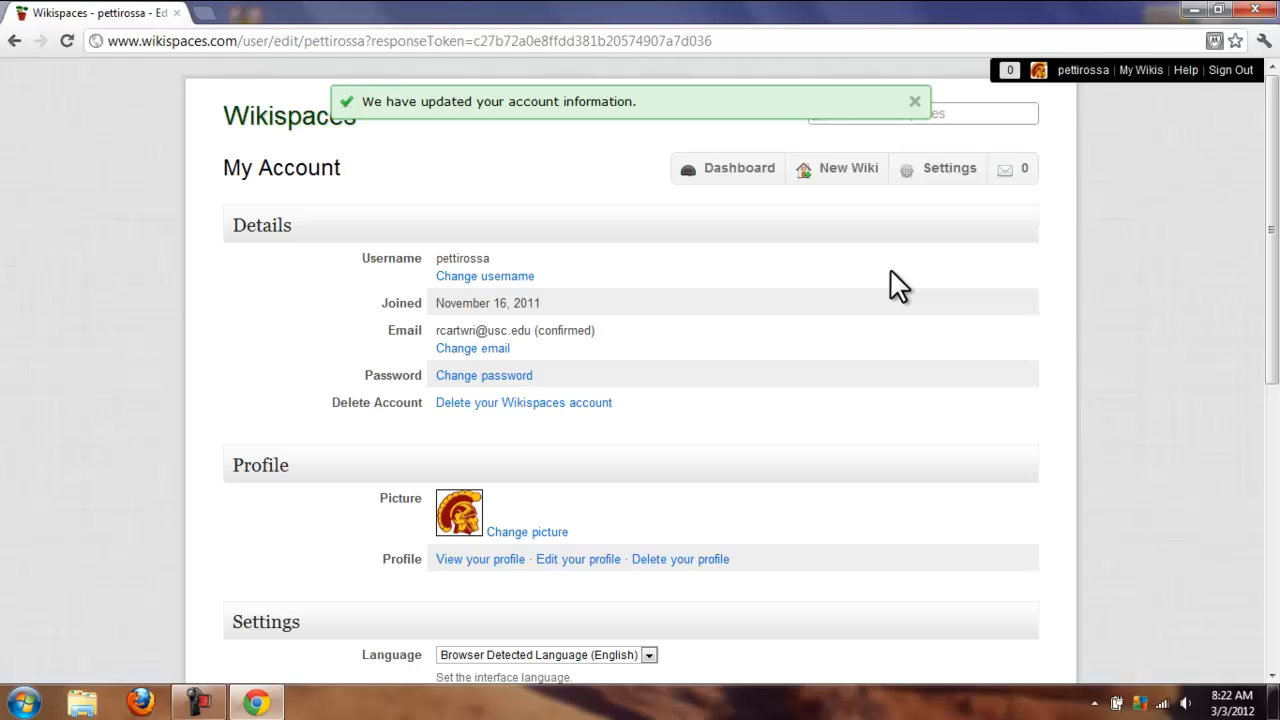 Wikispaces - pettirossa - Ed
www.wikispaces.com/user/edit/pettirossa?responseToken=c27b72a0e8ffdd381b20574907a7d036
0 pettirossa | My Wikis | Help | Sign Out
We have updated your account information.
Wikispaces
My Account
Dashboard New Wiki Settings 0
Details
Username pettirossa
Change username
Joined November 16, 2011
Email rcartwri@usc.edu (confirmed)
Change email
Password Change password
Delete Account Delete your Wikispaces account
Profile
Picture Change picture
Profile View your profile · Edit your profile · Delete your profile
Settings
Language Browser Detected Language (English)
Set the interface language.
8:22 AM
3/3/2012